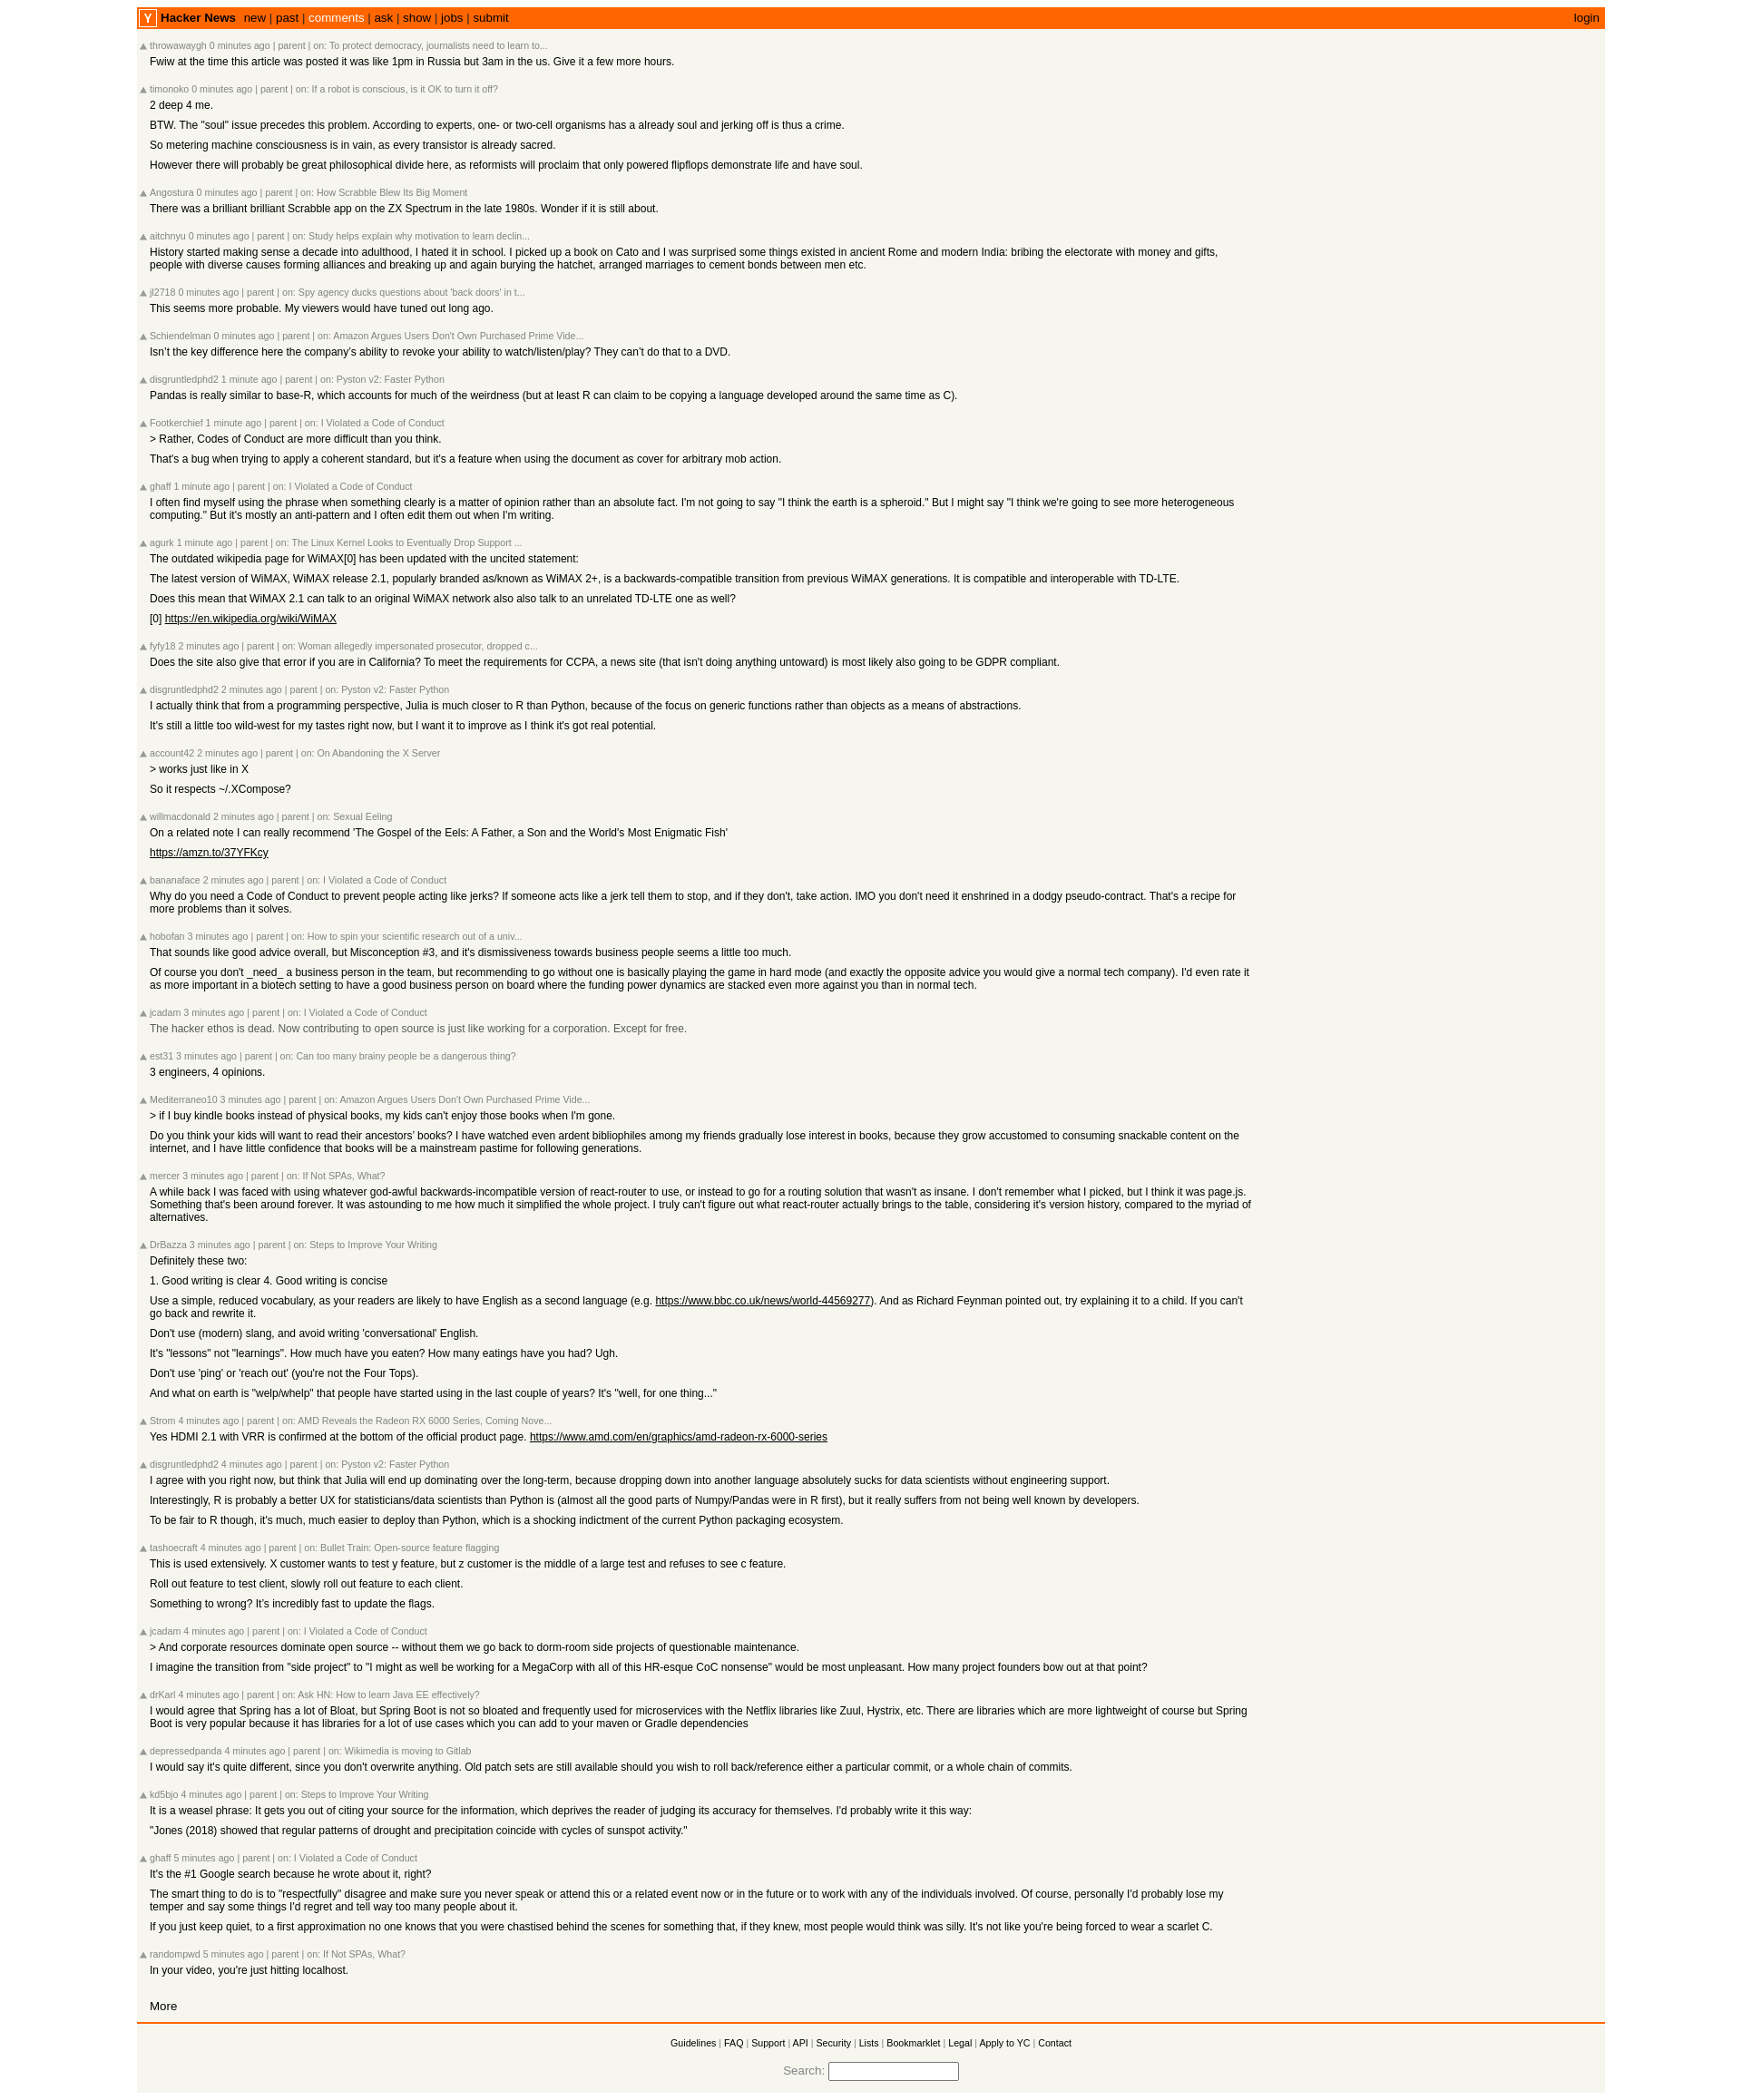 Y Hacker News new | past | comments | ask | show | jobs | submit login
throwawaygh 0 minutes ago | parent | on: To protect democracy, journalists need to learn to...
Fwiw at the time this article was posted it was like 1pm in Russia but 3am in the us. Give it a few more hours.
timonoko 0 minutes ago | parent | on: If a robot is conscious, is it OK to turn it off?
2 deep 4 me.
BTW. The "soul" issue precedes this problem. According to experts, one- or two-cell organisms has a already soul and jerking off is thus a crime.
So metering machine consciousness is in vain, as every transistor is already sacred.
However there will probably be great philosophical divide here, as reformists will proclaim that only powered flipflops demonstrate life and have soul.
Angostura 0 minutes ago | parent | on: How Scrabble Blew Its Big Moment
There was a brilliant brilliant Scrabble app on the ZX Spectrum in the late 1980s. Wonder if it is still about.
aitchnyu 0 minutes ago | parent | on: Study helps explain why motivation to learn declin...
History started making sense a decade into adulthood, I hated it in school. I picked up a book on Cato and I was surprised some things existed in ancient Rome and modern India: bribing the electorate with money and gifts,
people with diverse causes forming alliances and breaking up and again burying the hatchet, arranged marriages to cement bonds between men etc.
jl2718 0 minutes ago | parent | on: Spy agency ducks questions about 'back doors' in t...
This seems more probable. My viewers would have tuned out long ago.
Schiendelman 0 minutes ago | parent | on: Amazon Argues Users Don't Own Purchased Prime Vide...
Isn’t the key difference here the company’s ability to revoke your ability to watch/listen/play? They can’t do that to a DVD.
disgruntledphd2 1 minute ago | parent | on: Pyston v2: Faster Python
Pandas is really similar to base-R, which accounts for much of the weirdness (but at least R can claim to be copying a language developed around the same time as C).
Footkerchief 1 minute ago | parent | on: I Violated a Code of Conduct
> Rather, Codes of Conduct are more difficult than you think.
That's a bug when trying to apply a coherent standard, but it's a feature when using the document as cover for arbitrary mob action.
ghaff 1 minute ago | parent | on: I Violated a Code of Conduct
I often find myself using the phrase when something clearly is a matter of opinion rather than an absolute fact. I'm not going to say "I think the earth is a spheroid." But I might say "I think we're going to see more heterogeneous
computing." But it's mostly an anti-pattern and I often edit them out when I'm writing.
agurk 1 minute ago | parent | on: The Linux Kernel Looks to Eventually Drop Support ...
The outdated wikipedia page for WiMAX[0] has been updated with the uncited statement:
The latest version of WiMAX, WiMAX release 2.1, popularly branded as/known as WiMAX 2+, is a backwards-compatible transition from previous WiMAX generations. It is compatible and interoperable with TD-LTE.
Does this mean that WiMAX 2.1 can talk to an original WiMAX network also also talk to an unrelated TD-LTE one as well?
[0] https://en.wikipedia.org/wiki/WiMAX
fyfy18 2 minutes ago | parent | on: Woman allegedly impersonated prosecutor, dropped c...
Does the site also give that error if you are in California? To meet the requirements for CCPA, a news site (that isn't doing anything untoward) is most likely also going to be GDPR compliant.
disgruntledphd2 2 minutes ago | parent | on: Pyston v2: Faster Python
I actually think that from a programming perspective, Julia is much closer to R than Python, because of the focus on generic functions rather than objects as a means of abstractions.
It's still a little too wild-west for my tastes right now, but I want it to improve as I think it's got real potential.
account42 2 minutes ago | parent | on: On Abandoning the X Server
> works just like in X
So it respects ~/.XCompose?
willmacdonald 2 minutes ago | parent | on: Sexual Eeling
On a related note I can really recommend 'The Gospel of the Eels: A Father, a Son and the World's Most Enigmatic Fish'
https://amzn.to/37YFKcy
bananaface 2 minutes ago | parent | on: I Violated a Code of Conduct
Why do you need a Code of Conduct to prevent people acting like jerks? If someone acts like a jerk tell them to stop, and if they don't, take action. IMO you don't need it enshrined in a dodgy pseudo-contract. That's a recipe for
more problems than it solves.
hobofan 3 minutes ago | parent | on: How to spin your scientific research out of a univ...
That sounds like good advice overall, but Misconception #3, and it's dismissiveness towards business people seems a little too much.
Of course you don't _need_ a business person in the team, but recommending to go without one is basically playing the game in hard mode (and exactly the opposite advice you would give a normal tech company). I'd even rate it
as more important in a biotech setting to have a good business person on board where the funding power dynamics are stacked even more against you than in normal tech.
jcadam 3 minutes ago | parent | on: I Violated a Code of Conduct
The hacker ethos is dead. Now contributing to open source is just like working for a corporation. Except for free.
est31 3 minutes ago | parent | on: Can too many brainy people be a dangerous thing?
3 engineers, 4 opinions.
Mediterraneo10 3 minutes ago | parent | on: Amazon Argues Users Don't Own Purchased Prime Vide...
> if I buy kindle books instead of physical books, my kids can't enjoy those books when I'm gone.
Do you think your kids will want to read their ancestors’ books? I have watched even ardent bibliophiles among my friends gradually lose interest in books, because they grow accustomed to consuming snackable content on the
internet, and I have little confidence that books will be a mainstream pastime for following generations.
mercer 3 minutes ago | parent | on: If Not SPAs, What?
A while back I was faced with using whatever god-awful backwards-incompatible version of react-router to use, or instead to go for a routing solution that wasn't as insane. I don't remember what I picked, but I think it was page.js.
Something that's been around forever. It was astounding to me how much it simplified the whole project. I truly can't figure out what react-router actually brings to the table, considering it's version history, compared to the myriad of
alternatives.
DrBazza 3 minutes ago | parent | on: Steps to Improve Your Writing
Definitely these two:
1. Good writing is clear 4. Good writing is concise
Use a simple, reduced vocabulary, as your readers are likely to have English as a second language (e.g. https://www.bbc.co.uk/news/world-44569277). And as Richard Feynman pointed out, try explaining it to a child. If you can't
go back and rewrite it.
Don't use (modern) slang, and avoid writing 'conversational' English.
It's "lessons" not "learnings". How much have you eaten? How many eatings have you had? Ugh.
Don't use 'ping' or 'reach out' (you're not the Four Tops).
And what on earth is "welp/whelp" that people have started using in the last couple of years? It's "well, for one thing..."
Strom 4 minutes ago | parent | on: AMD Reveals the Radeon RX 6000 Series, Coming Nove...
Yes HDMI 2.1 with VRR is confirmed at the bottom of the official product page. https://www.amd.com/en/graphics/amd-radeon-rx-6000-series
disgruntledphd2 4 minutes ago | parent | on: Pyston v2: Faster Python
I agree with you right now, but think that Julia will end up dominating over the long-term, because dropping down into another language absolutely sucks for data scientists without engineering support.
Interestingly, R is probably a better UX for statisticians/data scientists than Python is (almost all the good parts of Numpy/Pandas were in R first), but it really suffers from not being well known by developers.
To be fair to R though, it's much, much easier to deploy than Python, which is a shocking indictment of the current Python packaging ecosystem.
tashoecraft 4 minutes ago | parent | on: Bullet Train: Open-source feature flagging
This is used extensively. X customer wants to test y feature, but z customer is the middle of a large test and refuses to see c feature.
Roll out feature to test client, slowly roll out feature to each client.
Something to wrong? It’s incredibly fast to update the flags.
jcadam 4 minutes ago | parent | on: I Violated a Code of Conduct
> And corporate resources dominate open source -- without them we go back to dorm-room side projects of questionable maintenance.
I imagine the transition from "side project" to "I might as well be working for a MegaCorp with all of this HR-esque CoC nonsense" would be most unpleasant. How many project founders bow out at that point?
drKarl 4 minutes ago | parent | on: Ask HN: How to learn Java EE effectively?
I would agree that Spring has a lot of Bloat, but Spring Boot is not so bloated and frequently used for microservices with the Netflix libraries like Zuul, Hystrix, etc. There are libraries which are more lightweight of course but Spring
Boot is very popular because it has libraries for a lot of use cases which you can add to your maven or Gradle dependencies
depressedpanda 4 minutes ago | parent | on: Wikimedia is moving to Gitlab
I would say it's quite different, since you don't overwrite anything. Old patch sets are still available should you wish to roll back/reference either a particular commit, or a whole chain of commits.
kd5bjo 4 minutes ago | parent | on: Steps to Improve Your Writing
It is a weasel phrase: It gets you out of citing your source for the information, which deprives the reader of judging its accuracy for themselves. I'd probably write it this way:
"Jones (2018) showed that regular patterns of drought and precipitation coincide with cycles of sunspot activity."
ghaff 5 minutes ago | parent | on: I Violated a Code of Conduct
It's the #1 Google search because he wrote about it, right?
The smart thing to do is to "respectfully" disagree and make sure you never speak or attend this or a related event now or in the future or to work with any of the individuals involved. Of course, personally I'd probably lose my
temper and say some things I'd regret and tell way too many people about it.
If you just keep quiet, to a first approximation no one knows that you were chastised behind the scenes for something that, if they knew, most people would think was silly. It's not like you're being forced to wear a scarlet C.
randompwd 5 minutes ago | parent | on: If Not SPAs, What?
In your video, you're just hitting localhost.
More
Guidelines | FAQ | Support | API | Security | Lists | Bookmarklet | Legal | Apply to YC | Contact
Search: